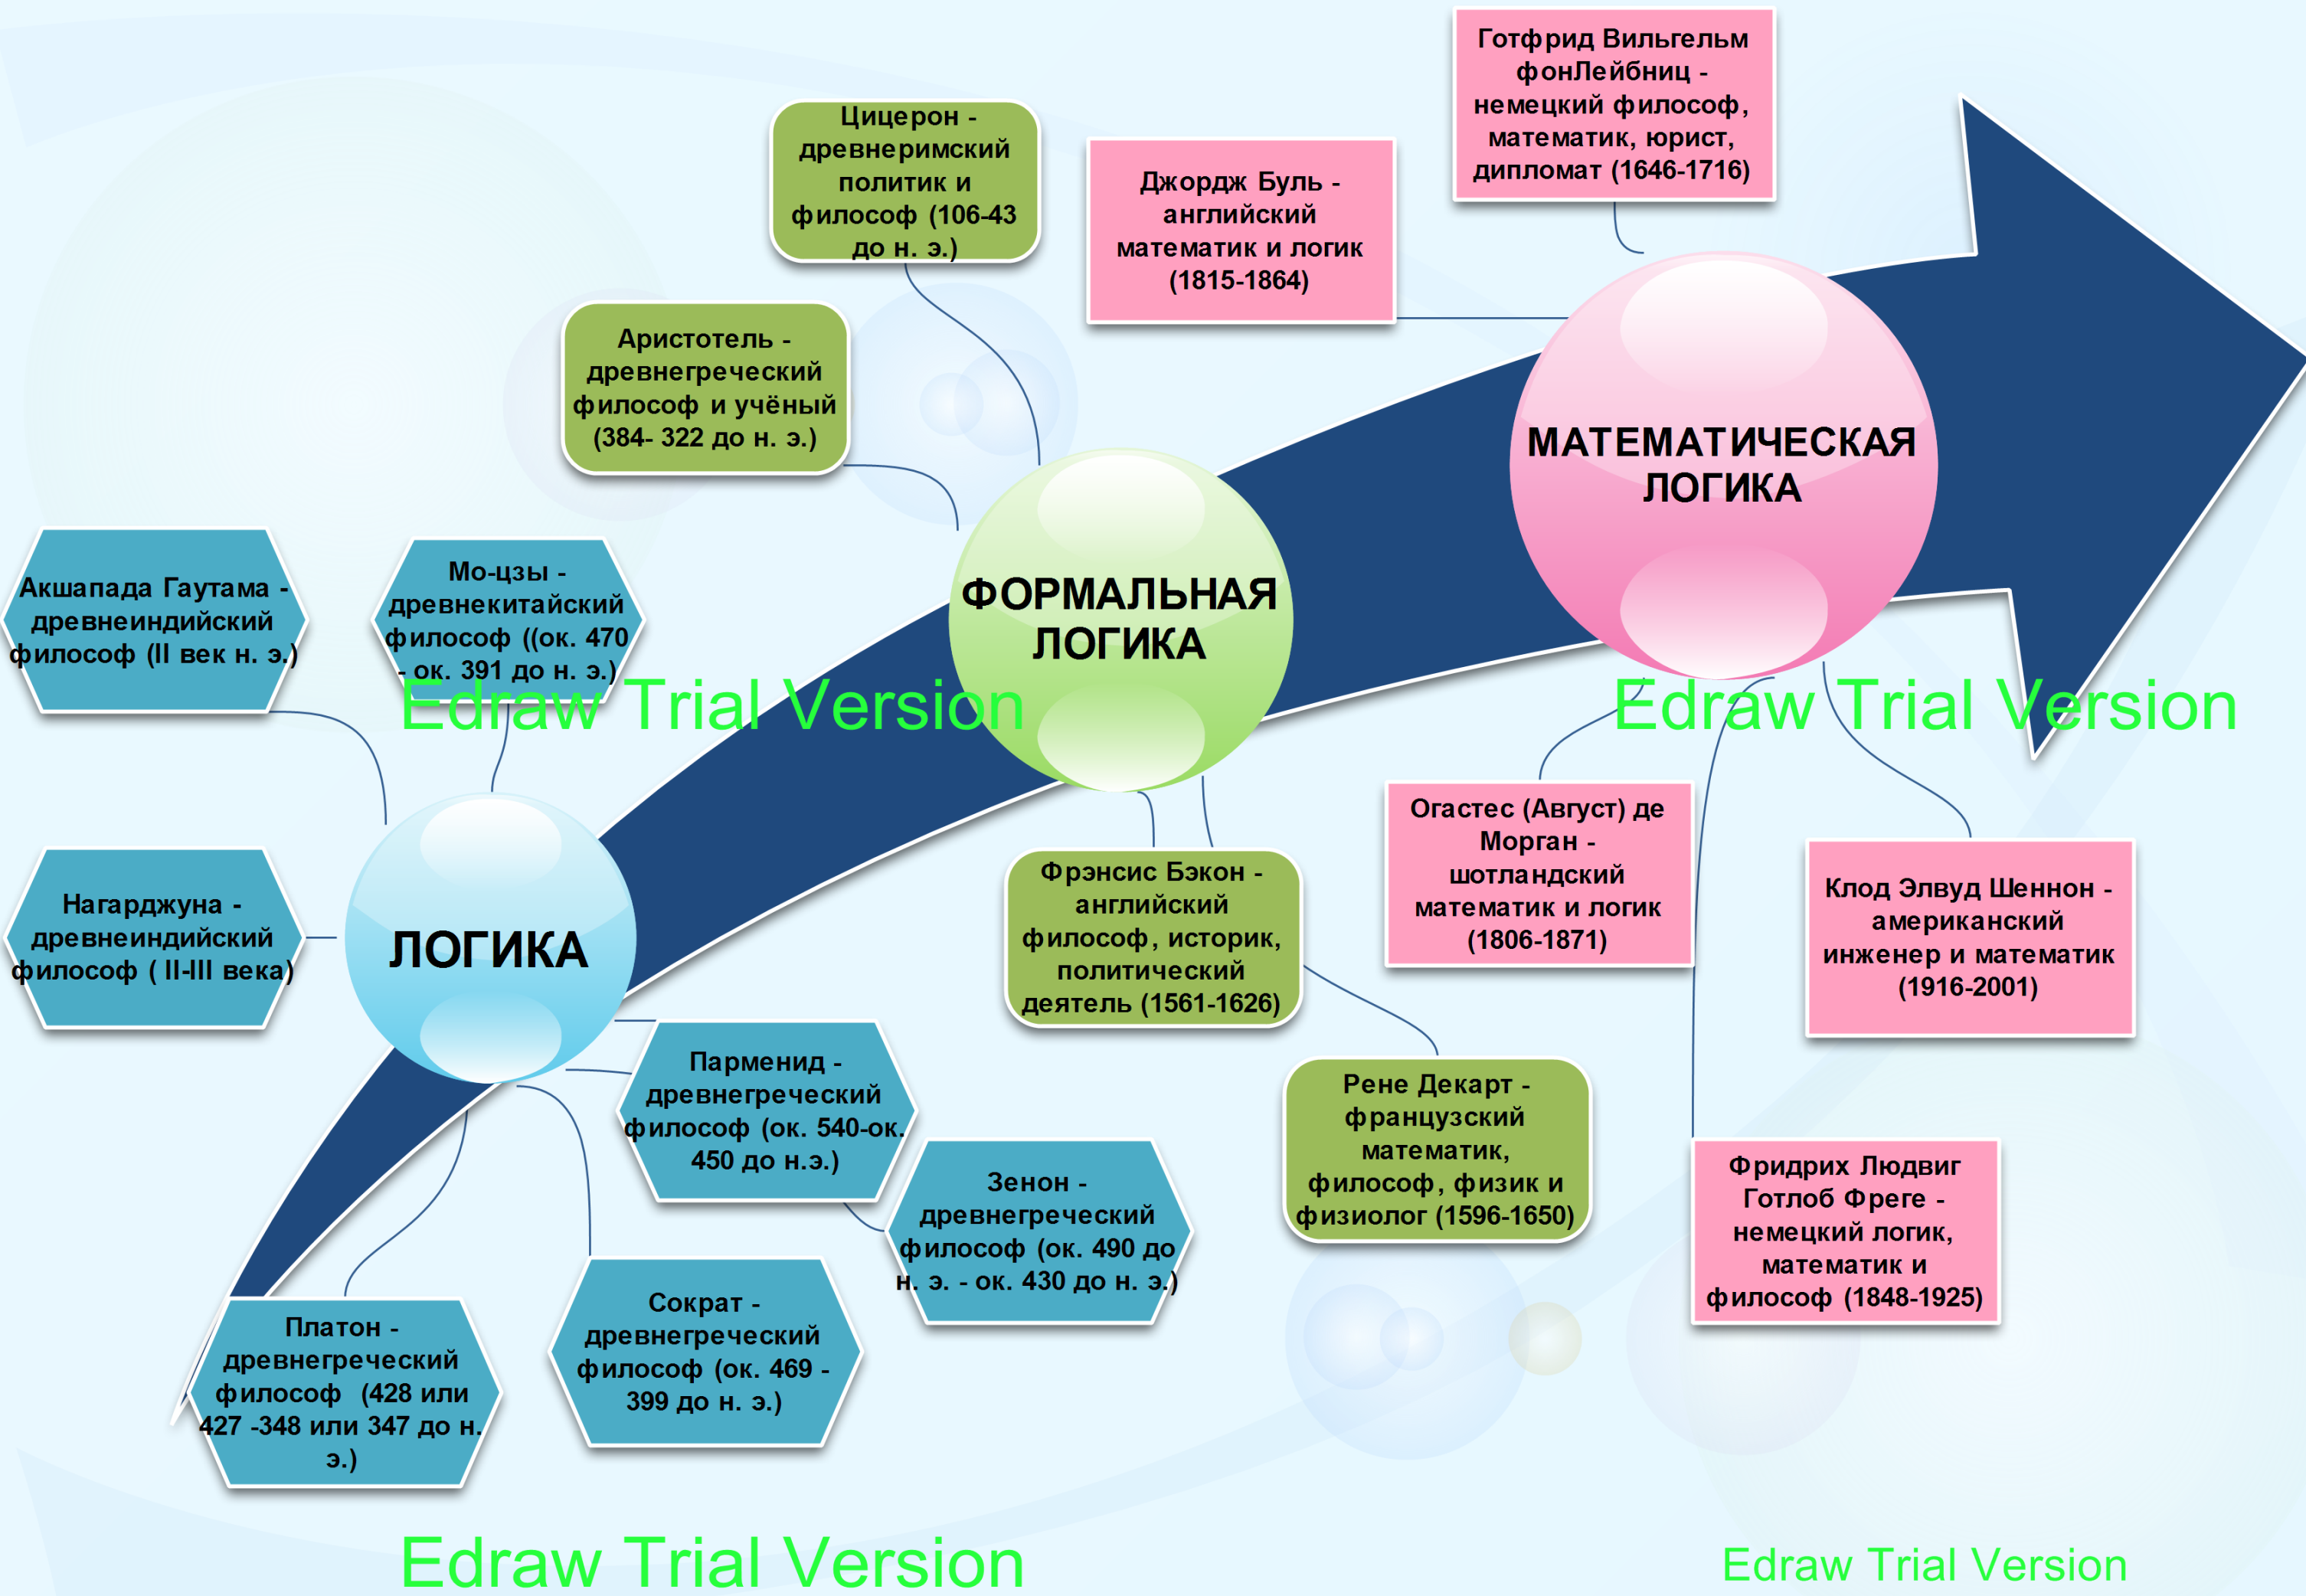 Готфрид Вильгельм
фонЛейбниц -
немецкий философ,
математик, юрист,
дипломат (1646-1716)
Цицерон -
древнеримский
политик и
философ (106-43
до н. э.)
Джордж Буль -
английский
математик и логик
(1815-1864)
Аристотель -
древнегреческий
философ и учёный
(384- 322 до н. э.)
МАТЕМАТИЧЕСКАЯ
ЛОГИКА
Акшапада Гаутама -
древнеиндийский
философ (II век н. э.)
Мо-цзы -
древнекитайский
философ ((ок. 470
- ок. 391 до н. э.)
ФОРМАЛЬНАЯ
ЛОГИКА
Edraw Trial Version
Edraw Trial Version
Нагарджуна -
древнеиндийский
философ ( II-III века)
ЛОГИКА
Фрэнсис Бэкон -
английский
философ, историк,
политический
деятель (1561-1626)
Огастес (Август) де
Морган -
шотландский
математик и логик
(1806-1871)
Клод Элвуд Шеннон -
американский
инженер и математик
(1916-2001)
Парменид -
древнегреческий
философ (ок. 540-ок.
450 до н.э.)
Зенон -
древнегреческий
философ (ок. 490 до
н. э. - ок. 430 до н. э.)
Рене Декарт -
французский
математик,
философ, физик и
физиолог (1596-1650)
Фридрих Людвиг
Готлоб Фреге -
немецкий логик,
математик и
философ (1848-1925)
Платон -
древнегреческий
философ (428 или
427 -348 или 347 до н.
э.)
Сократ -
древнегреческий
философ (ок. 469 -
399 до н. э.)
Edraw Trial Version
Edraw Trial Version